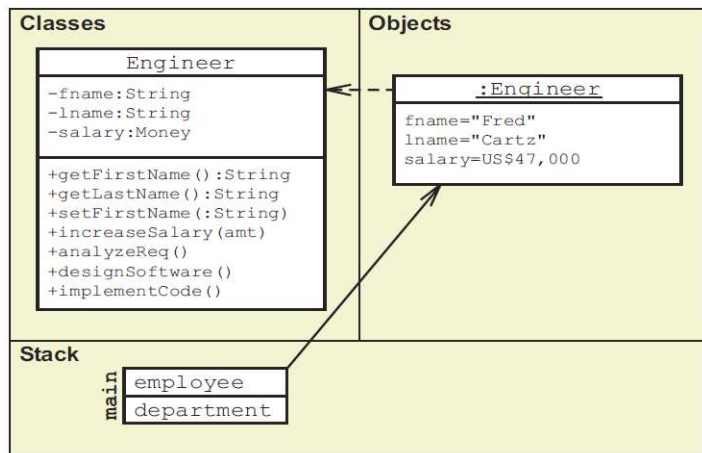 Classes
Engineer
-fname:String
-lname:String
-salary:Money
+getFirstName():String
+getLastName():String
+setFirstName(:String)
+increaseSalary(amt)
+analyzeReq()
+designSoftware()
+implementCode()
Objects
:Engineer
fname="Fred"
lname="Cartz"
salary=US$47,000
Stack
main
employee
department